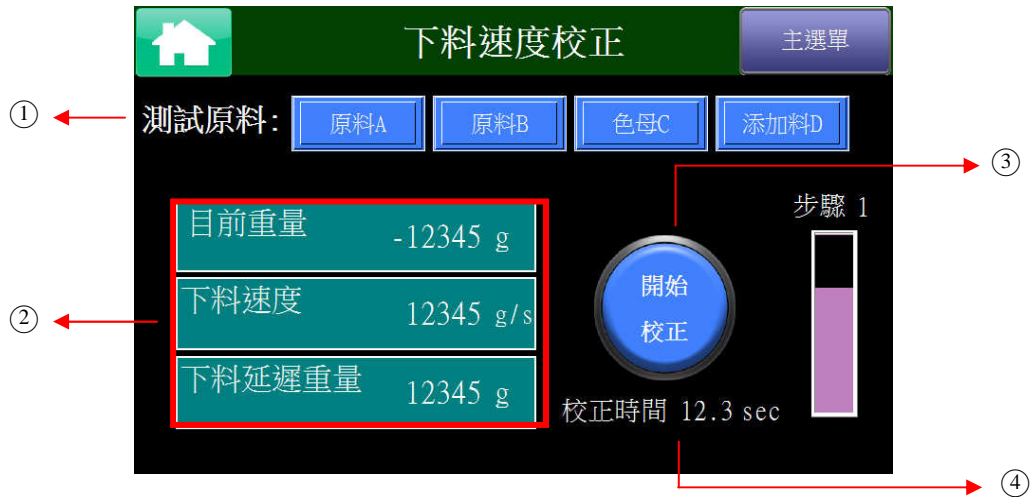 下料速度校正
主選單
① 測試原料: 原料A 原料B 色母C 添加料D
③
步驟 1
目前重量 -12345 g
開始
校正
② 下料速度 12345 g/s
下料延遲重量 12345 g
校正時間 12.3 sec
④